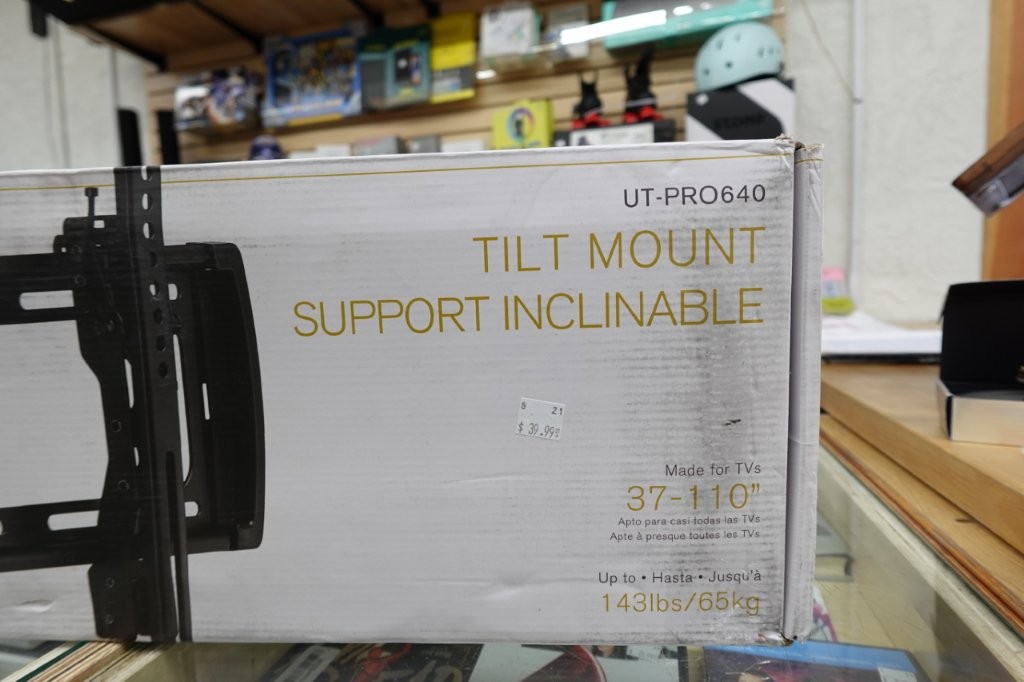 UT-PRO640
TILT MOUNT
SUPPORT INCLINABLE
21
$ 39.99
Made for TVs
37-110"
Apto para casi todas las TVs
Apte à presque toutes les TVs
Up to • Hasta • Jusqu'à
143lbs/65kg